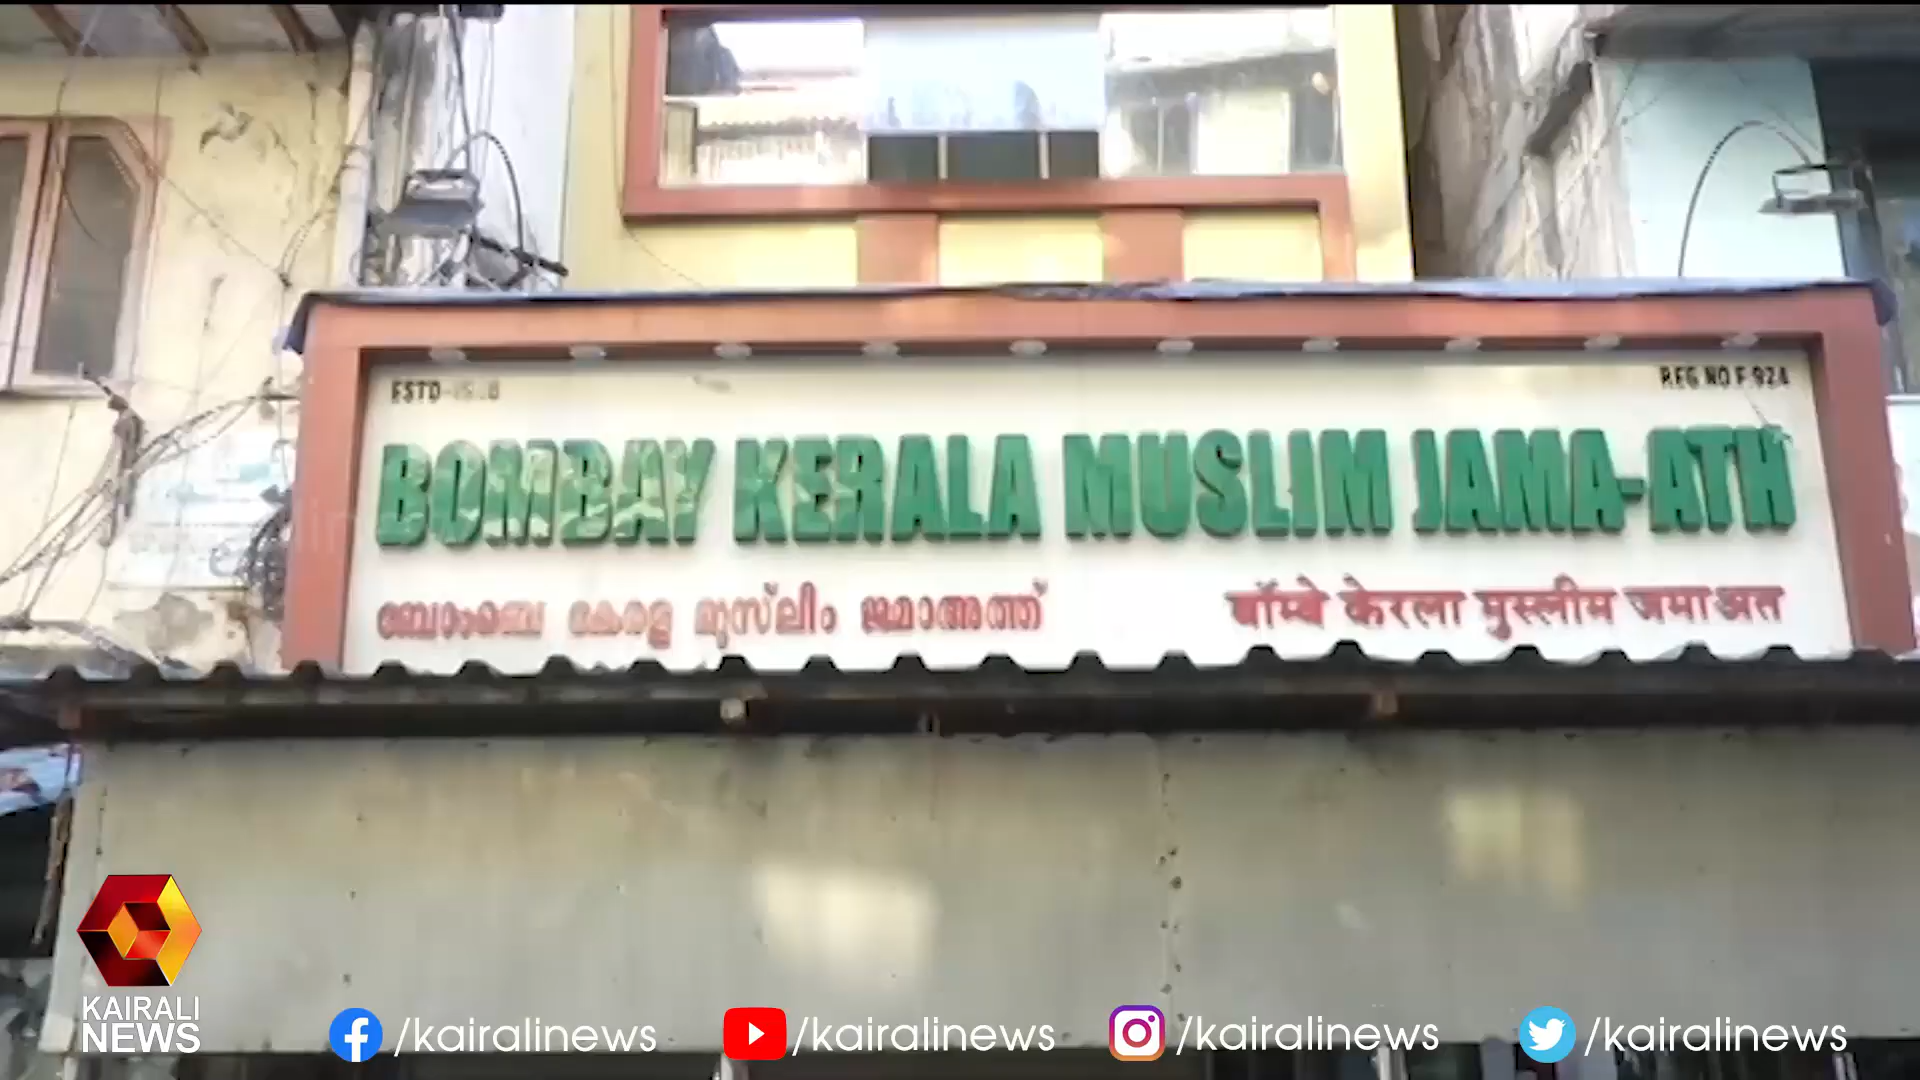 ESTD
REG NO F 924
BOMBAY KERALA MUSLIM JAMA-ATH
ബോംബെ കേരള മുസ്ലിം ജമാഅത്ത്
बॉम्बे केरला मुस्लीम जमाअत
KAIRALI
NEWS
/kairalinews
/kairalinews
/kairalinews
/kairalinews